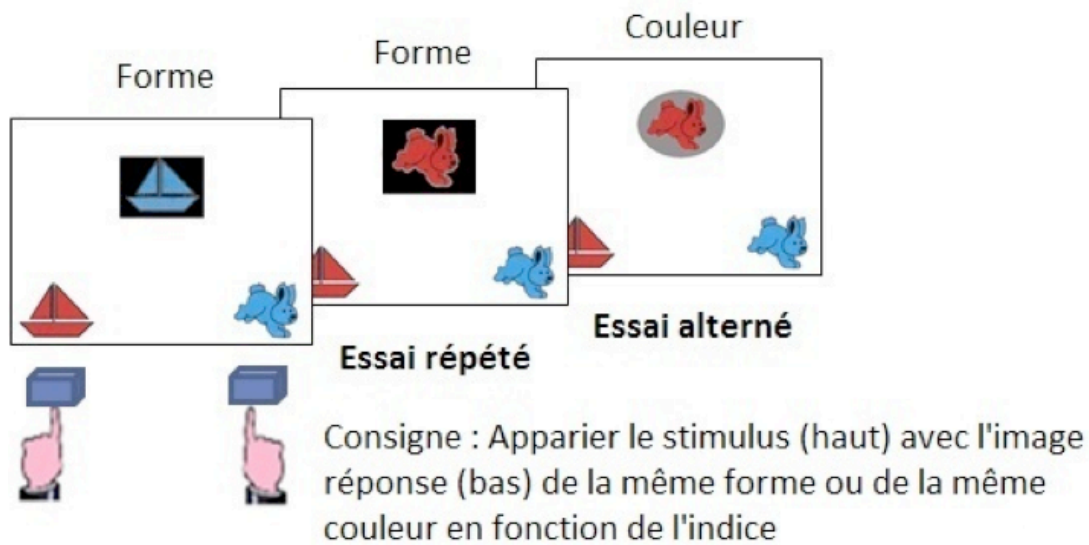 Forme
Forme
Couleur
Essai répété
Essai alterné
Consigne : Apparier le stimulus (haut) avec l'image
réponse (bas) de la même forme ou de la même
couleur en fonction de l'indice